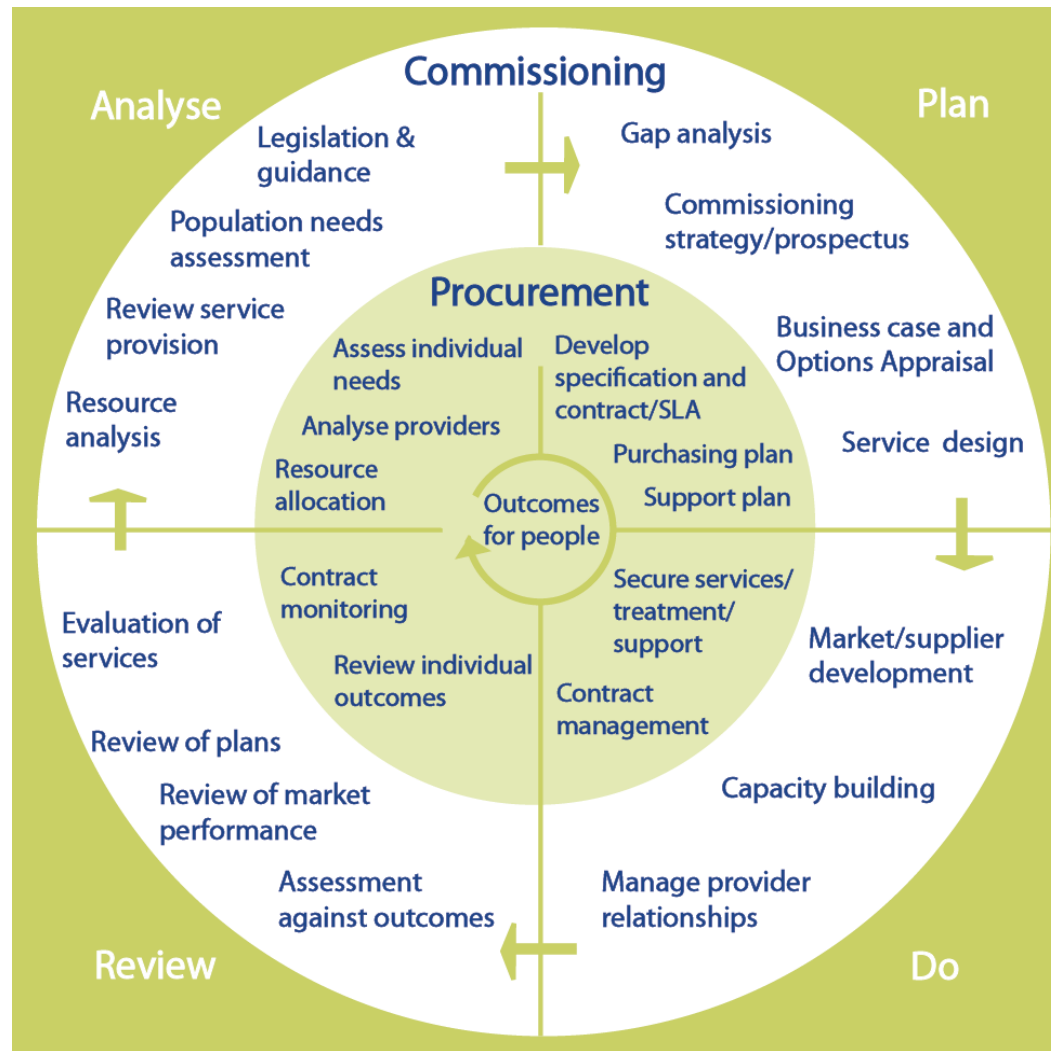 Commissioning
Analyse
Legislation &
guidance
Population needs
assessment
Review service
provision
Resource
analysis
Plan
Gap analysis
Commissioning
strategy/prospectus
Business case and
Options Appraisal
Service design
Procurement
Assess individual
needs
Analyse providers
Resource
allocation
Develop
specification and
contract/SLA
Purchasing plan
Support plan
Outcomes
for people
Contract
monitoring
Review individual
outcomes
Secure services/
treatment/
support
Contract
management
Evaluation of
services
Review of plans
Review of market
performance
Assessment
against outcomes
Review
Market/supplier
development
Capacity building
Manage provider
relationships
Do